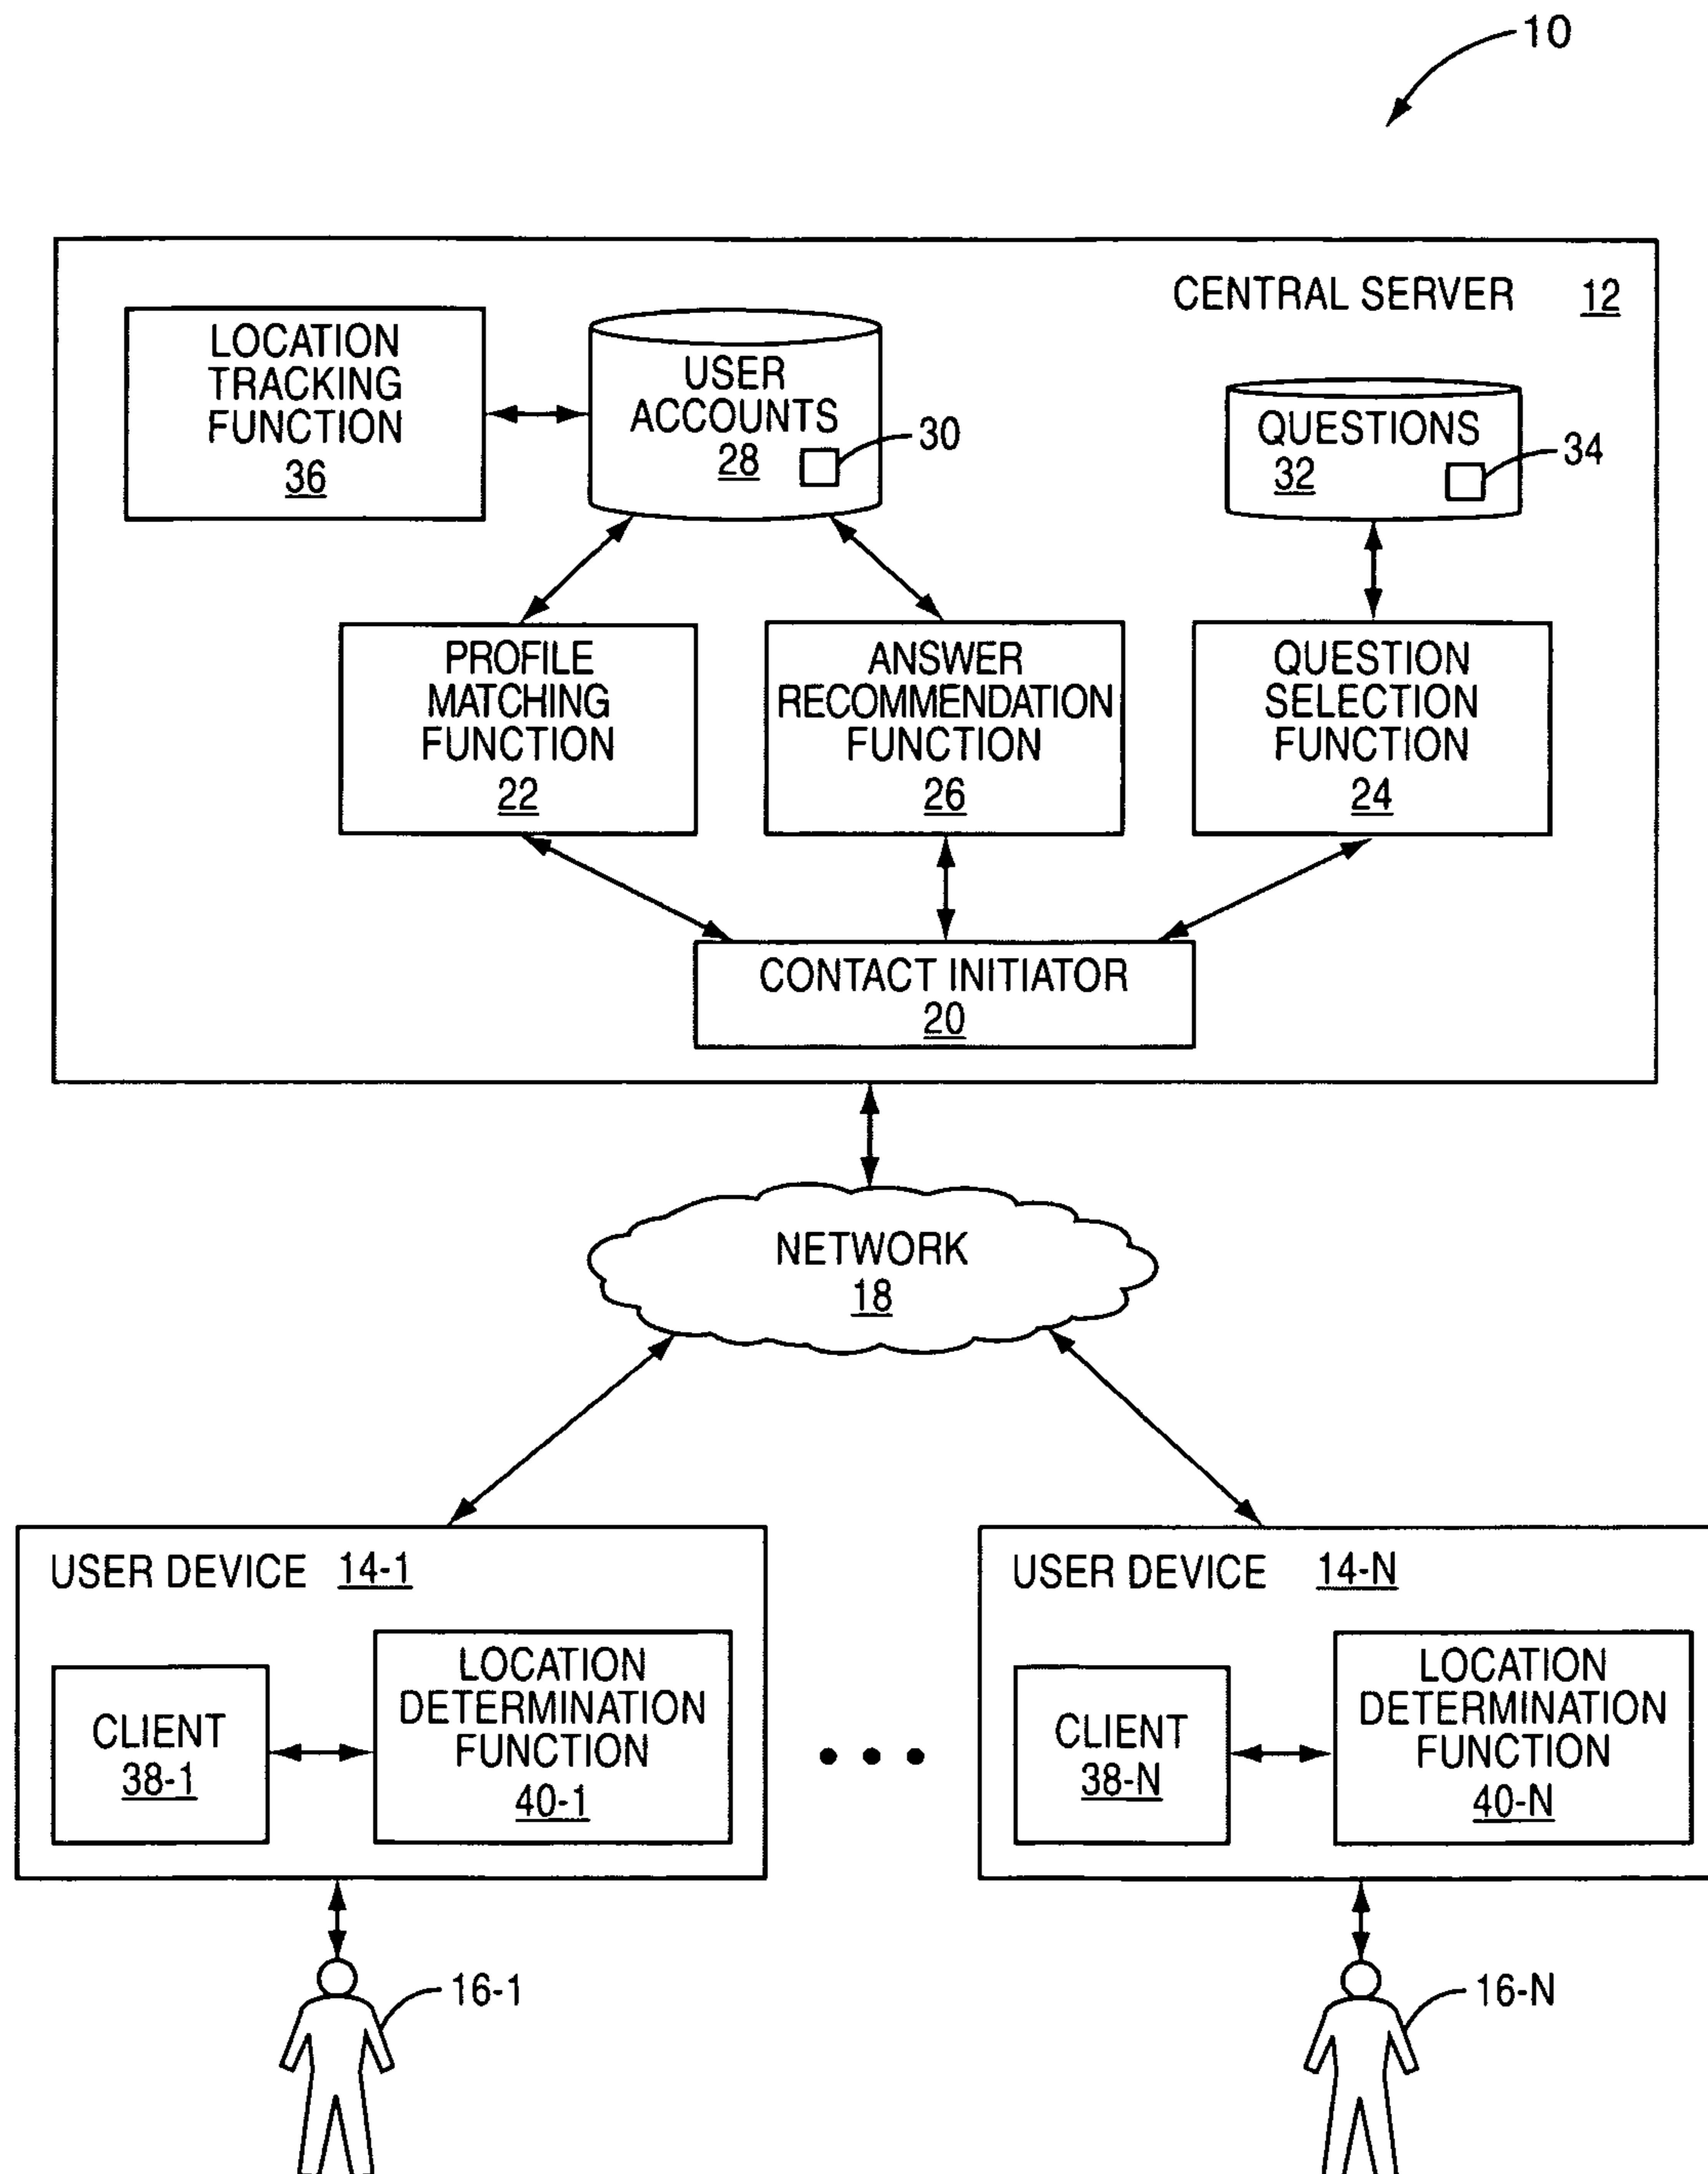 10
CENTRAL SERVER 12
LOCATION
TRACKING
FUNCTION
36
USER
ACCOUNTS
28
30
QUESTIONS
32
34
PROFILE
MATCHING
FUNCTION
22
ANSWER
RECOMMENDATION
FUNCTION
26
QUESTION
SELECTION
FUNCTION
24
CONTACT INITIATOR
20
NETWORK
18
USER DEVICE 14-1
CLIENT
38-1
LOCATION
DETERMINATION
FUNCTION
40-1
USER DEVICE 14-N
CLIENT
38-N
LOCATION
DETERMINATION
FUNCTION
40-N
16-1
16-N